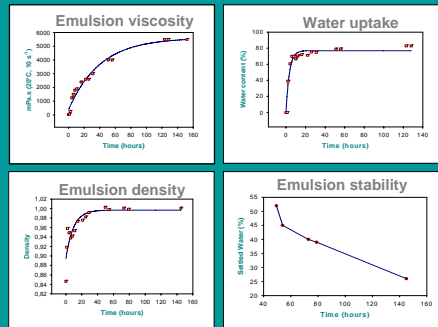 Emulsion viscosity
6000
5000
4000
3000
2000
1000
0
mPa.s (20°C, 10 s⁻¹)
0 20 40 60 80 100 120 140 160
Time (hours)
Water uptake
100
80
60
40
20
0
Water content (%)
0 20 40 60 80 100 120 140
Time (hours)
Emulsion density
1,02
1,00
0,98
0,96
0,94
0,92
0,90
0,88
0,86
0,84
0,82
Density
0 20 40 60 80 100 120 140 160
Time (hours)
Emulsion stability
55
50
45
40
35
30
25
20
Settled Water (%)
40 60 80 100 120 140 160
Time (hours)